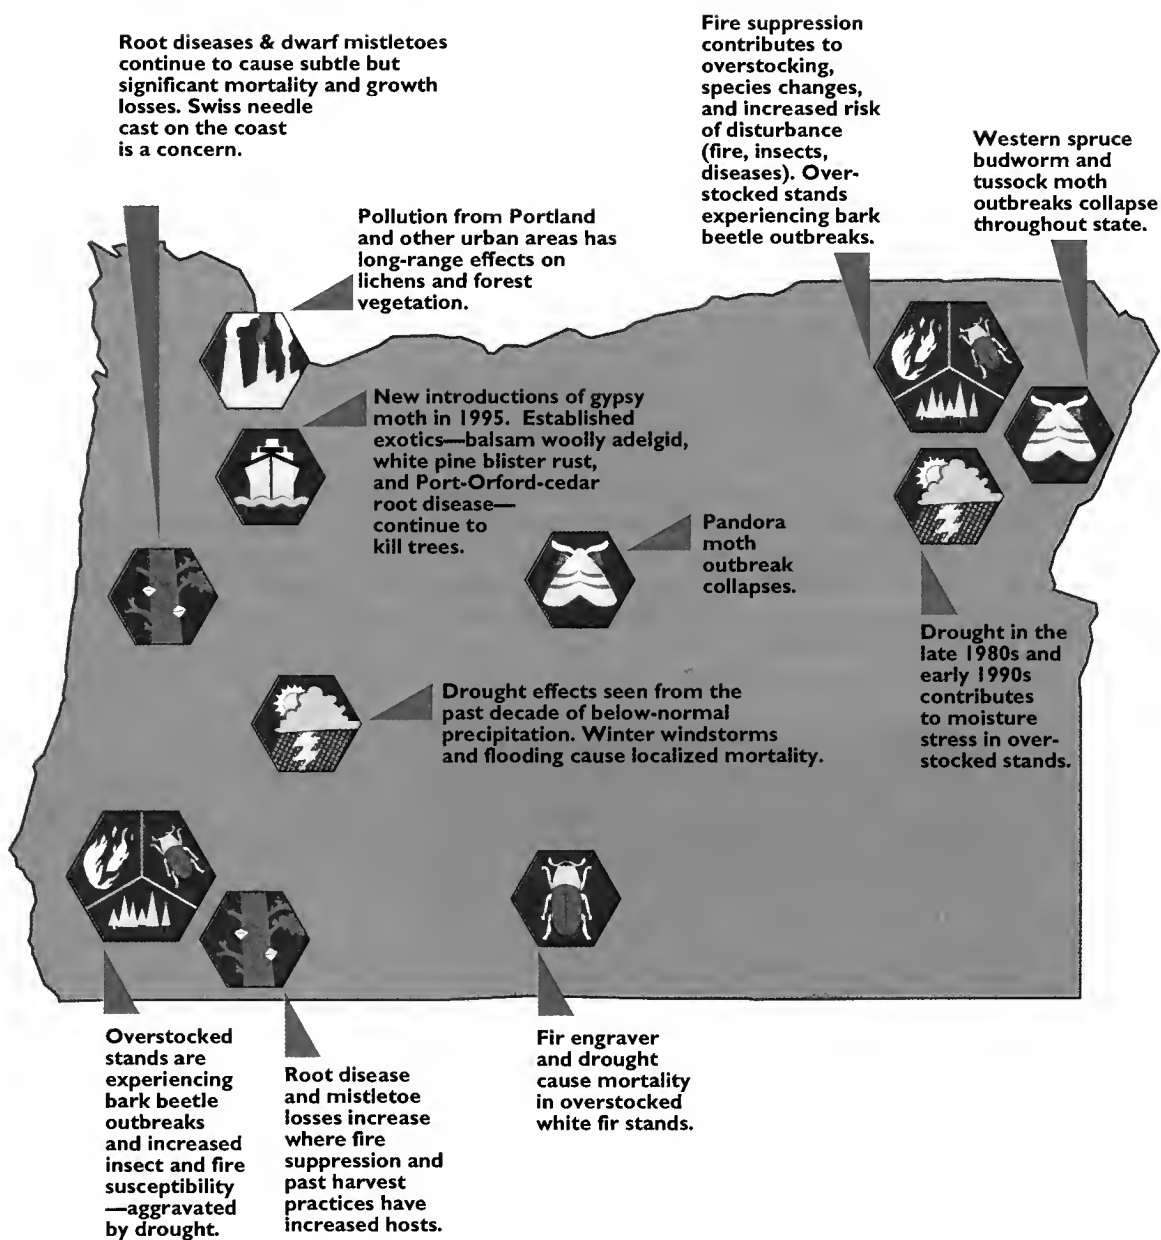 Root diseases & dwarf mistletoes
continue to cause subtle but
significant mortality and growth
losses. Swiss needle
cast on the coast
is a concern.
Fire suppression
contributes to
overstocking,
species changes,
and increased risk
of disturbance
(fire, insects,
diseases). Over-
stocked stands
experiencing bark
beetle outbreaks.
Western spruce
budworm and
tussock moth
outbreaks collapse
throughout state.
Pollution from Portland
and other urban areas has
long-range effects on
lichens and forest
vegetation.
New introductions of gypsy
moth in 1995. Established
exotics—balsam woolly adelgid,
white pine blister rust,
and Port-Orford-cedar
root disease—
continue to
kill trees.
Pandora
moth
outbreak
collapses.
Drought in the
late 1980s and
early 1990s
contributes
to moisture
stress in over-
stocked stands.
Drought effects seen from the
past decade of below-normal
precipitation. Winter windstorms
and flooding cause localized mortality.
Overstocked
stands are
experiencing
bark beetle
outbreaks
and increased
insect and fire
susceptibility
—aggravated
by drought.
Root disease
and mistletoe
losses increase
where fire
suppression and
past harvest
practices have
increased hosts.
Fir engraver
and drought
cause mortality
in overstocked
white fir stands.